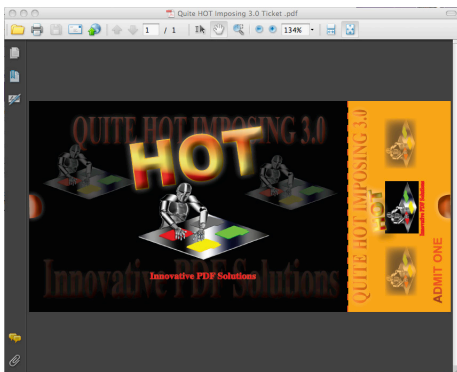 Quite HOT Imposing 3.0 Ticket .pdf
1 / 1
134%
QUITE HOT IMPOSING 3.0
HOT
Innovative PDF Solutions
Innovative PDF Solutions
QUITE HOT IMPOSING 3.0
HOT
Innovative PDF Solutions
ADMIT ONE